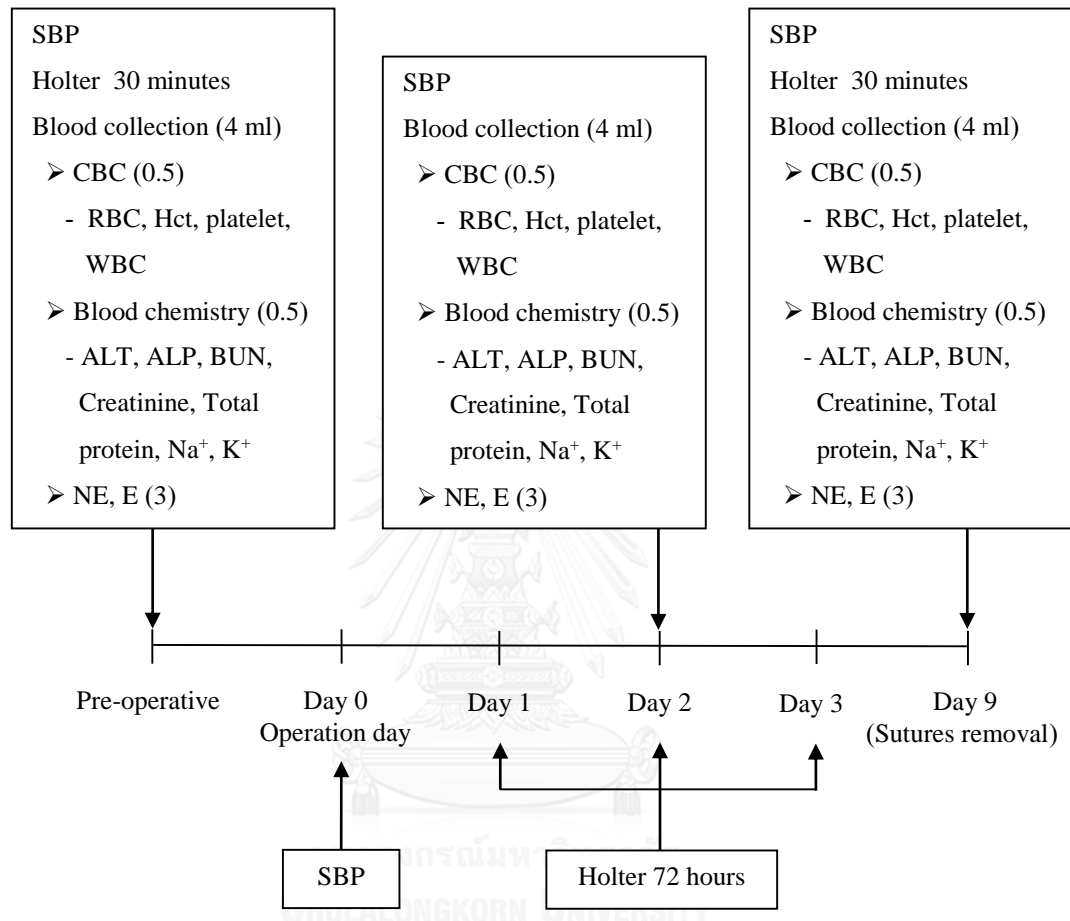 SBP
Holter 30 minutes
Blood collection (4 ml)
➢ CBC (0.5)
- RBC, Hct, platelet,
WBC
➢ Blood chemistry (0.5)
- ALT, ALP, BUN,
Creatinine, Total
protein, Na⁺, K⁺
➢ NE, E (3)
SBP
Blood collection (4 ml)
➢ CBC (0.5)
- RBC, Hct, platelet,
WBC
➢ Blood chemistry (0.5)
- ALT, ALP, BUN,
Creatinine, Total
protein, Na⁺, K⁺
➢ NE, E (3)
SBP
Holter 30 minutes
Blood collection (4 ml)
➢ CBC (0.5)
- RBC, Hct, platelet,
WBC
➢ Blood chemistry (0.5)
- ALT, ALP, BUN,
Creatinine, Total
protein, Na⁺, K⁺
➢ NE, E (3)
Pre-operative
Day 0
Operation day
Day 1
Day 2
Day 3
Day 9
(Sutures removal)
SBP
Holter 72 hours